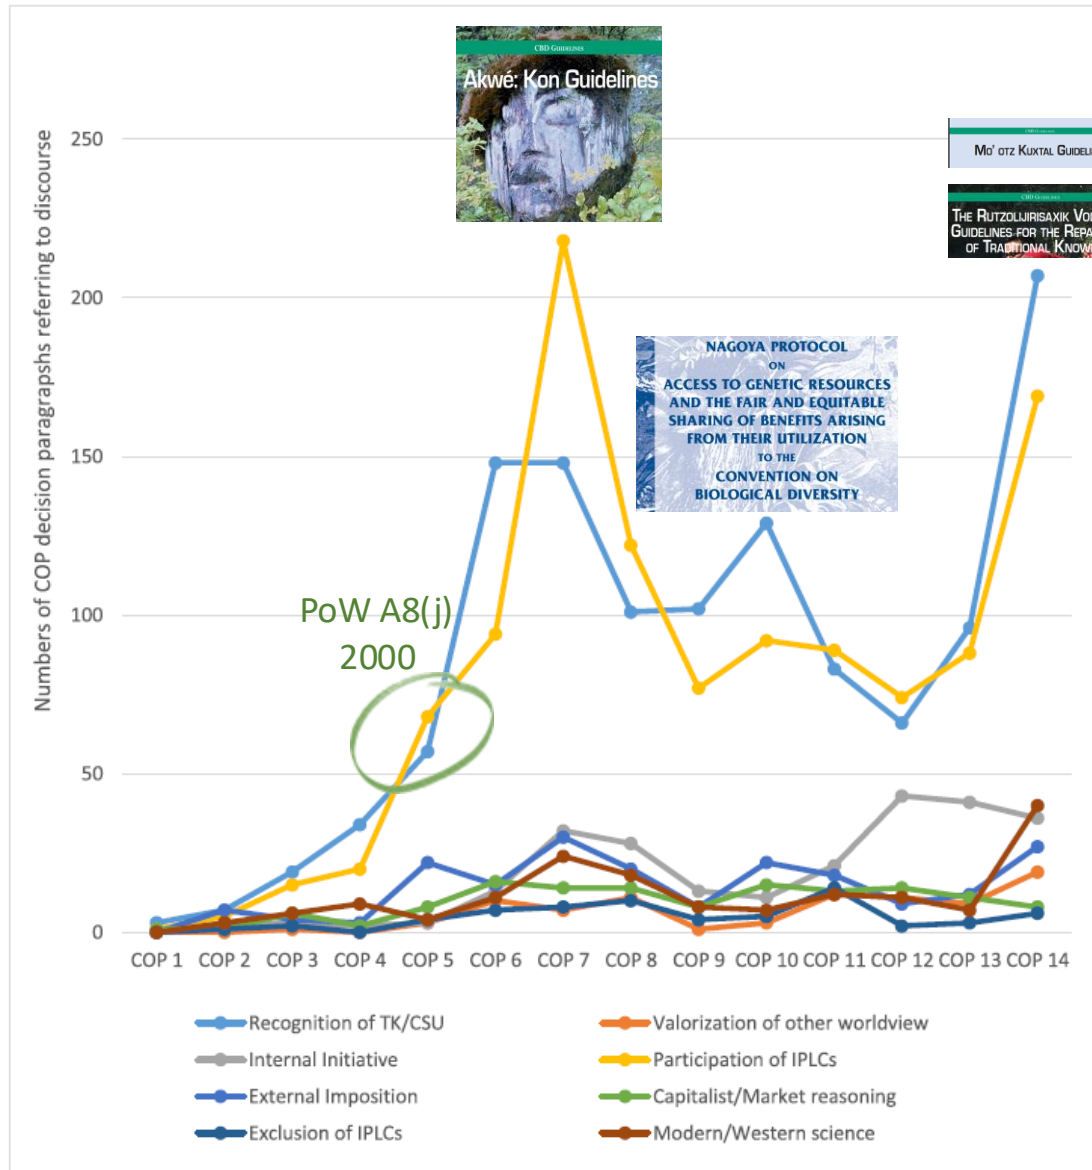 CBD GUIDELINES
Akwé: Kon Guidelines
250
CBD GUIDELINES
MO' OTZ KUXTAL GUIDELI
CBD GUIDELINES
THE RUTZOLIJIRISAXIK VO
GUIDELINES FOR THE REPA
OF TRADITIONAL KNOW
200
NAGOYA PROTOCOL
ON
ACCESS TO GENETIC RESOURCES
AND THE FAIR AND EQUITABLE
SHARING OF BENEFITS ARISING
FROM THEIR UTILIZATION
TO THE
CONVENTION ON
BIOLOGICAL DIVERSITY
150
Numbers of COP decision paragrapshs referring to discourse
100
PoW A8(j)
2000
50
0
COP 1 COP 2 COP 3 COP 4 COP 5 COP 6 COP 7 COP 8 COP 9 COP 10 COP 11 COP 12 COP 13 COP 14
Recognition of TK/CSU
Valorization of other worldview
Internal Initiative
Participation of IPLCs
External Imposition
Capitalist/Market reasoning
Exclusion of IPLCs
Modern/Western science